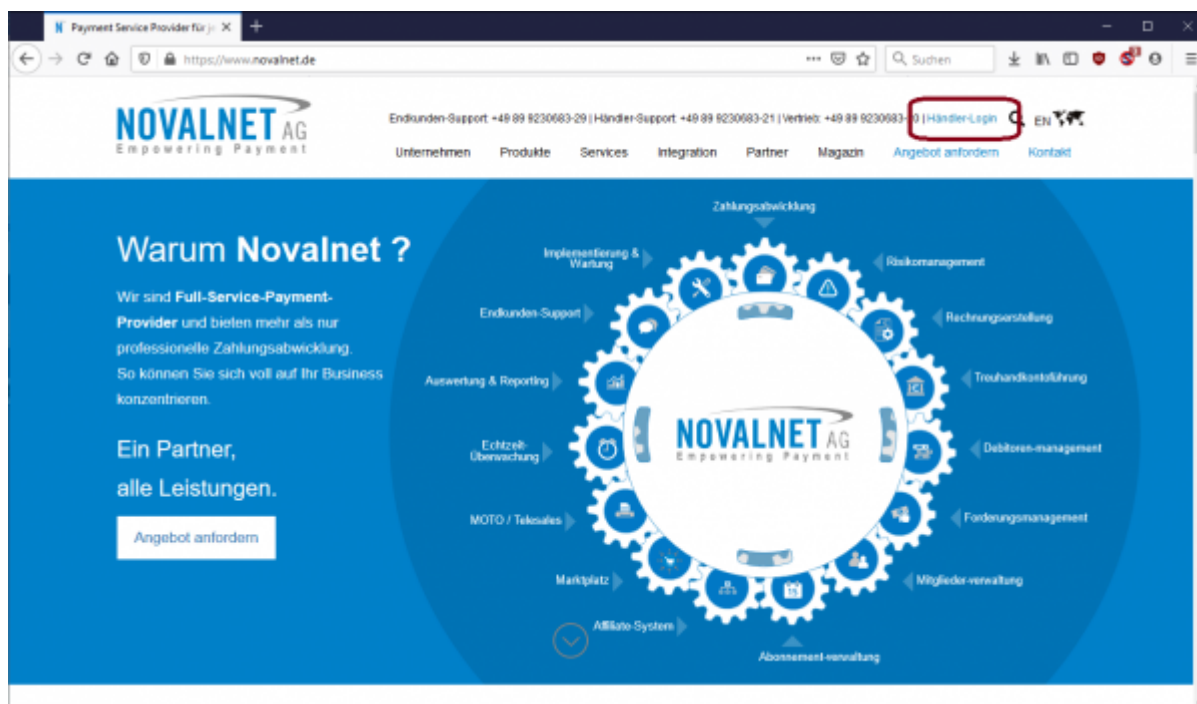 Payment Service Provider für j
https://www.novalnet.de
Suchen
NOVALNET AG
Empowering Payment
Endkunden-Support: +49 89 9230683-29 | Händler-Support: +49 89 9230683-21 | Vertrieb: +49 89 9230683- 0 | Händler-Login
EN
Unternehmen Produkte Services Integration Partner Magazin Angebot anfordern Kontakt
Warum Novalnet ?
Wir sind Full-Service-Payment-
Provider und bieten mehr als nur
professionelle Zahlungsabwicklung.
So können Sie sich voll auf Ihr Business
konzentrieren.
Ein Partner,
alle Leistungen.
Angebot anfordern
Zahlungsabwicklung
Implementierung &
Wartung
Risikomanagement
Endkunden-Support
Rechnungserstellung
Auswertung & Reporting
Treuhandkontoführung
NOVALNET AG
Empowering Payment
Echtzeit-
Überwachung
Debitoren-management
MOTO / Telesales
Forderungsmanagement
Marktplatz
Mitglieder-verwaltung
Affiliate-System
Abonnement-verwaltung